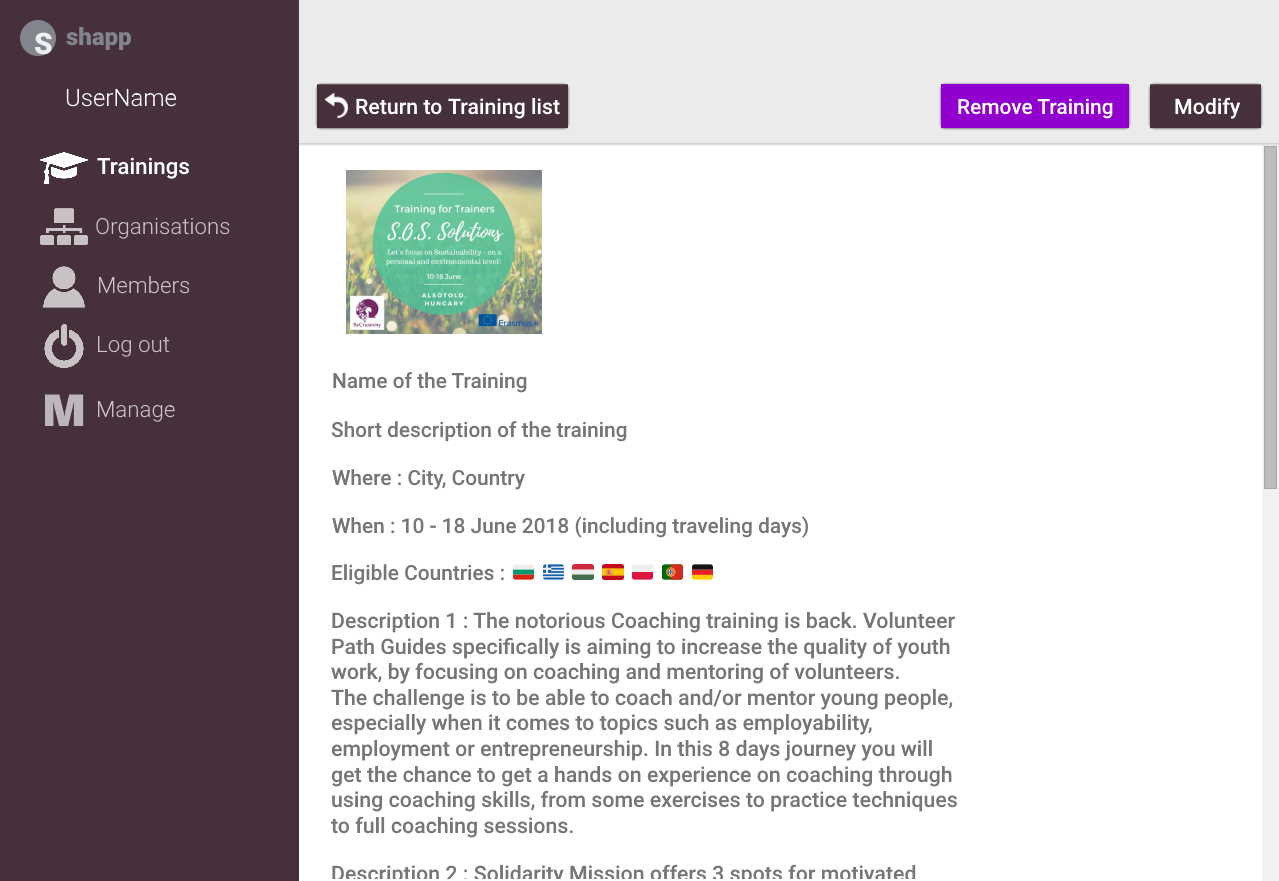 S shapp
UserName
Trainings
Organisations
Members
Log out
M Manage
Return to Training list
Remove Training
Modify
Training for Trainers
S.O.S. Solutions
Let's focus on Sustainability - on a
personal and environmental level!
10-18 June
ALSÓTOLD,
HUNGARY
ReCreativity
Erasmus+
Name of the Training
Short description of the training
Where : City, Country
When : 10 - 18 June 2018 (including traveling days)
Eligible Countries :
Description 1 : The notorious Coaching training is back. Volunteer
Path Guides specifically is aiming to increase the quality of youth
work, by focusing on coaching and mentoring of volunteers.
The challenge is to be able to coach and/or mentor young people,
especially when it comes to topics such as employability,
employment or entrepreneurship. In this 8 days journey you will
get the chance to get a hands on experience on coaching through
using coaching skills, from some exercises to practice techniques
to full coaching sessions.
Description 2 : Solidarity Mission offers 3 spots for motivated